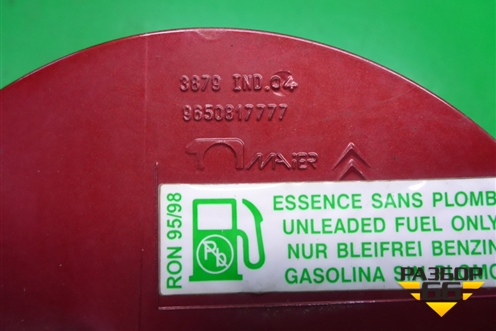 3879 IND.04
9650817777
MAIER
RON 95/98
ESSENCE SANS PLOMB
UNLEADED FUEL ONLY
NUR BLEIFREI BENZIN
GASOLINA
РАЗБОР
66